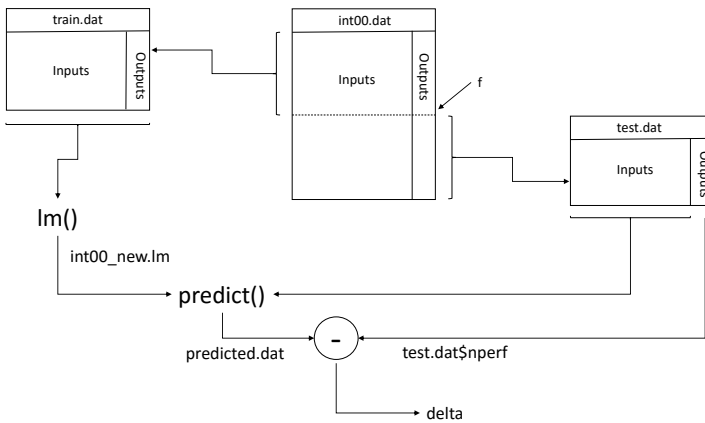 train.dat
Inputs
Outputs
int00.dat
Inputs
Outputs
f
test.dat
Inputs
Outputs
lm()
int00_new.lm
predict()
predicted.dat
-
test.dat$nperf
delta